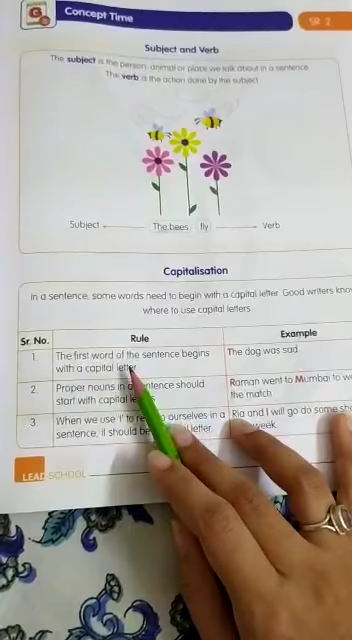 G
Concept Time
SR 2
Subject and Verb
The subject is the person, animal or place we talk about in a sentence.
The verb is the action done by the subject.
Subject The bees fly Verb
Capitalisation
In a sentence, some words need to begin with a capital letter. Good writers know
where to use capital letters.
Sr. No. Rule Example
1. The first word of the sentence begins
with a capital letter.
The dog was sad.
2. Proper nouns in a sentence should
start with capital
Raman went to Mumbai to
the match.
3. When we use 'I' to ourselves in a
sentence, it should letter.
Ria and I will go do some
week.
LEAD SCHOOL